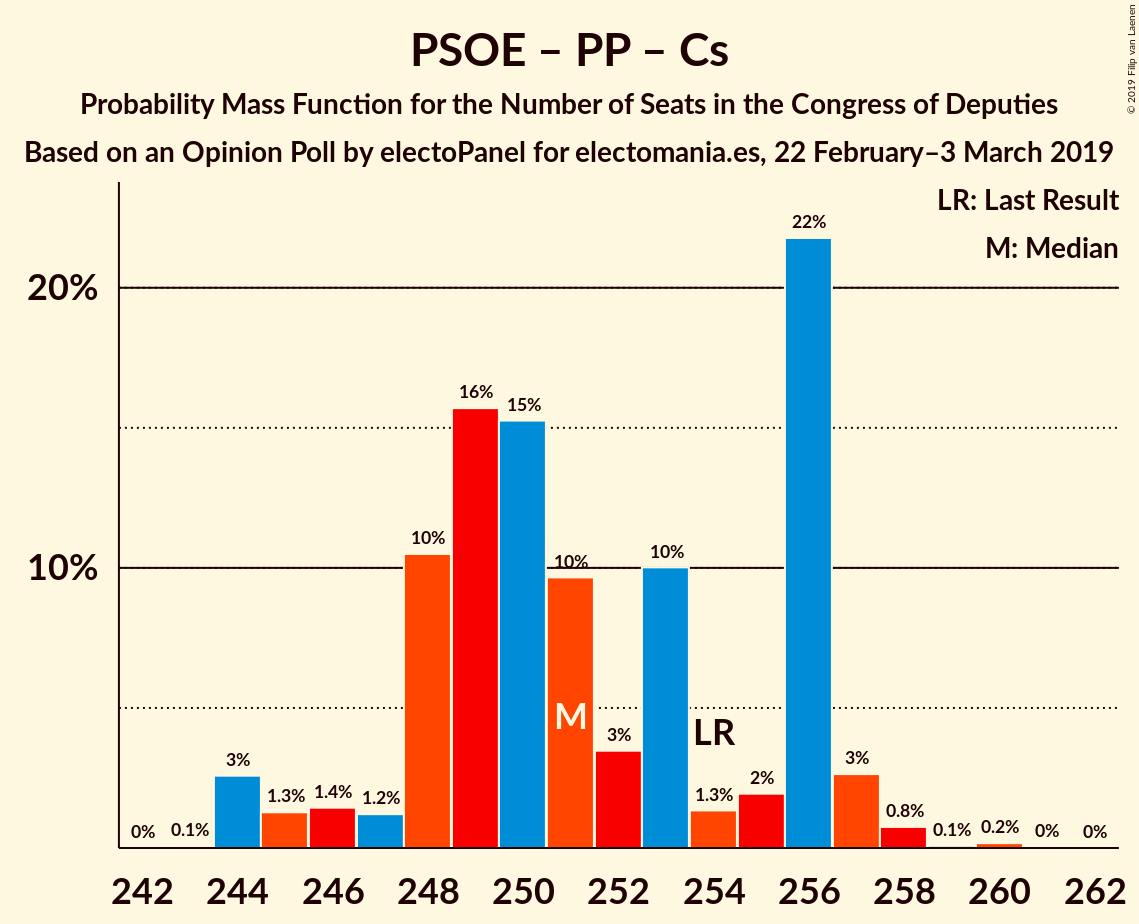 PSOE – PP – Cs
Probability Mass Function for the Number of Seats in the Congress of Deputies
Based on an Opinion Poll by electoPanel for electomania.es, 22 February–3 March 2019
© 2019 Filip van Laenen
LR: Last Result
M: Median
20%
10%
0%
0.1%
3%
1.3%
1.4%
1.2%
10%
16%
15%
10%
3%
10%
1.3%
2%
22%
3%
0.8%
0.1%
0.2%
0%
0%
M
LR
242 244 246 248 250 252 254 256 258 260 262